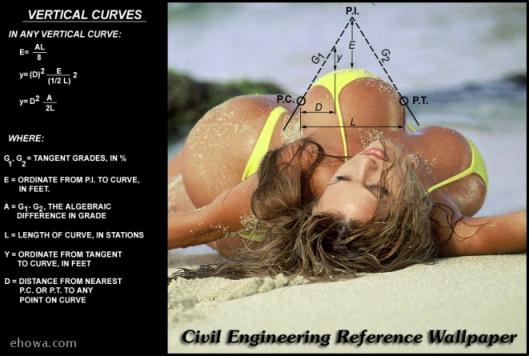 VERTICAL CURVES
IN ANY VERTICAL CURVE:
E= AL/8
y=(D)² E/(1/2 L) 2
y=D² A/2L
WHERE:
G1, G2 = TANGENT GRADES, IN %
E = ORDINATE FROM P.I. TO CURVE,
IN FEET.
A = G1- G2, THE ALGEBRAIC
DIFFERENCE IN GRADE
L = LENGTH OF CURVE, IN STATIONS
Y = ORDINATE FROM TANGENT
TO CURVE, IN FEET
D = DISTANCE FROM NEAREST
P.C. OR P.T. TO ANY
POINT ON CURVE
ehowa.com
P.I.
G1
E
y
G2
P.C.
D
P.T.
L
Civil Engineering Reference Wallpaper